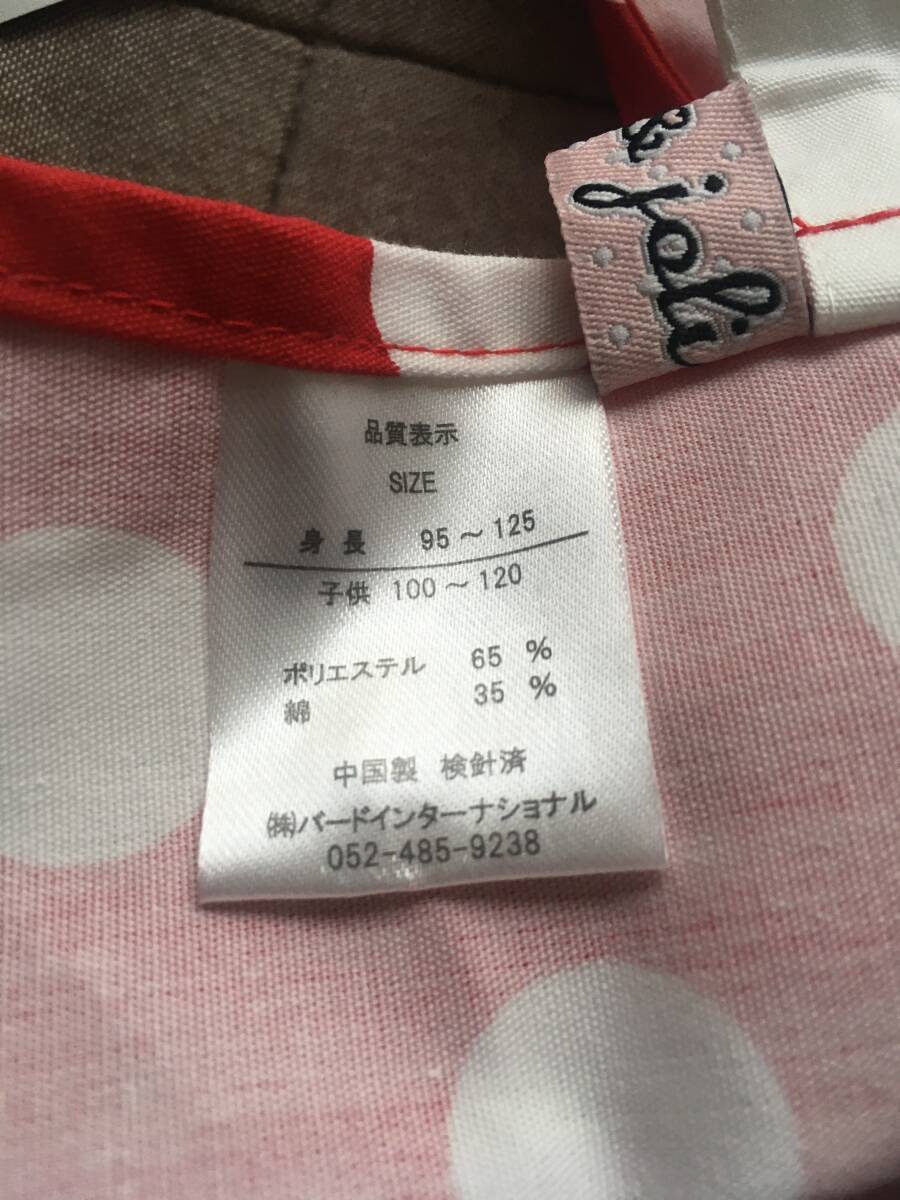 & joli
品質表示
SIZE
身長 95～125
子供 100～120
ポリエステル 65 %
綿 35 %
中国製 検針済
㈱バードインターナショナル
052-485-9238